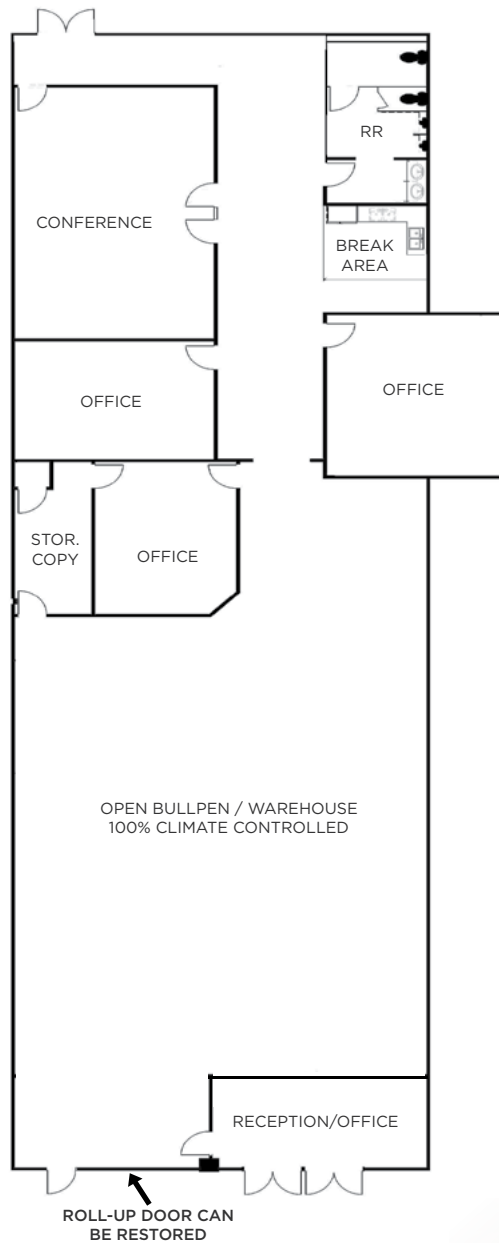 RR
CONFERENCE
BREAK
AREA
OFFICE
OFFICE
STOR.
COPY
OFFICE
OPEN BULLPEN / WAREHOUSE
100% CLIMATE CONTROLLED
RECEPTION/OFFICE
ROLL-UP DOOR CAN
BE RESTORED